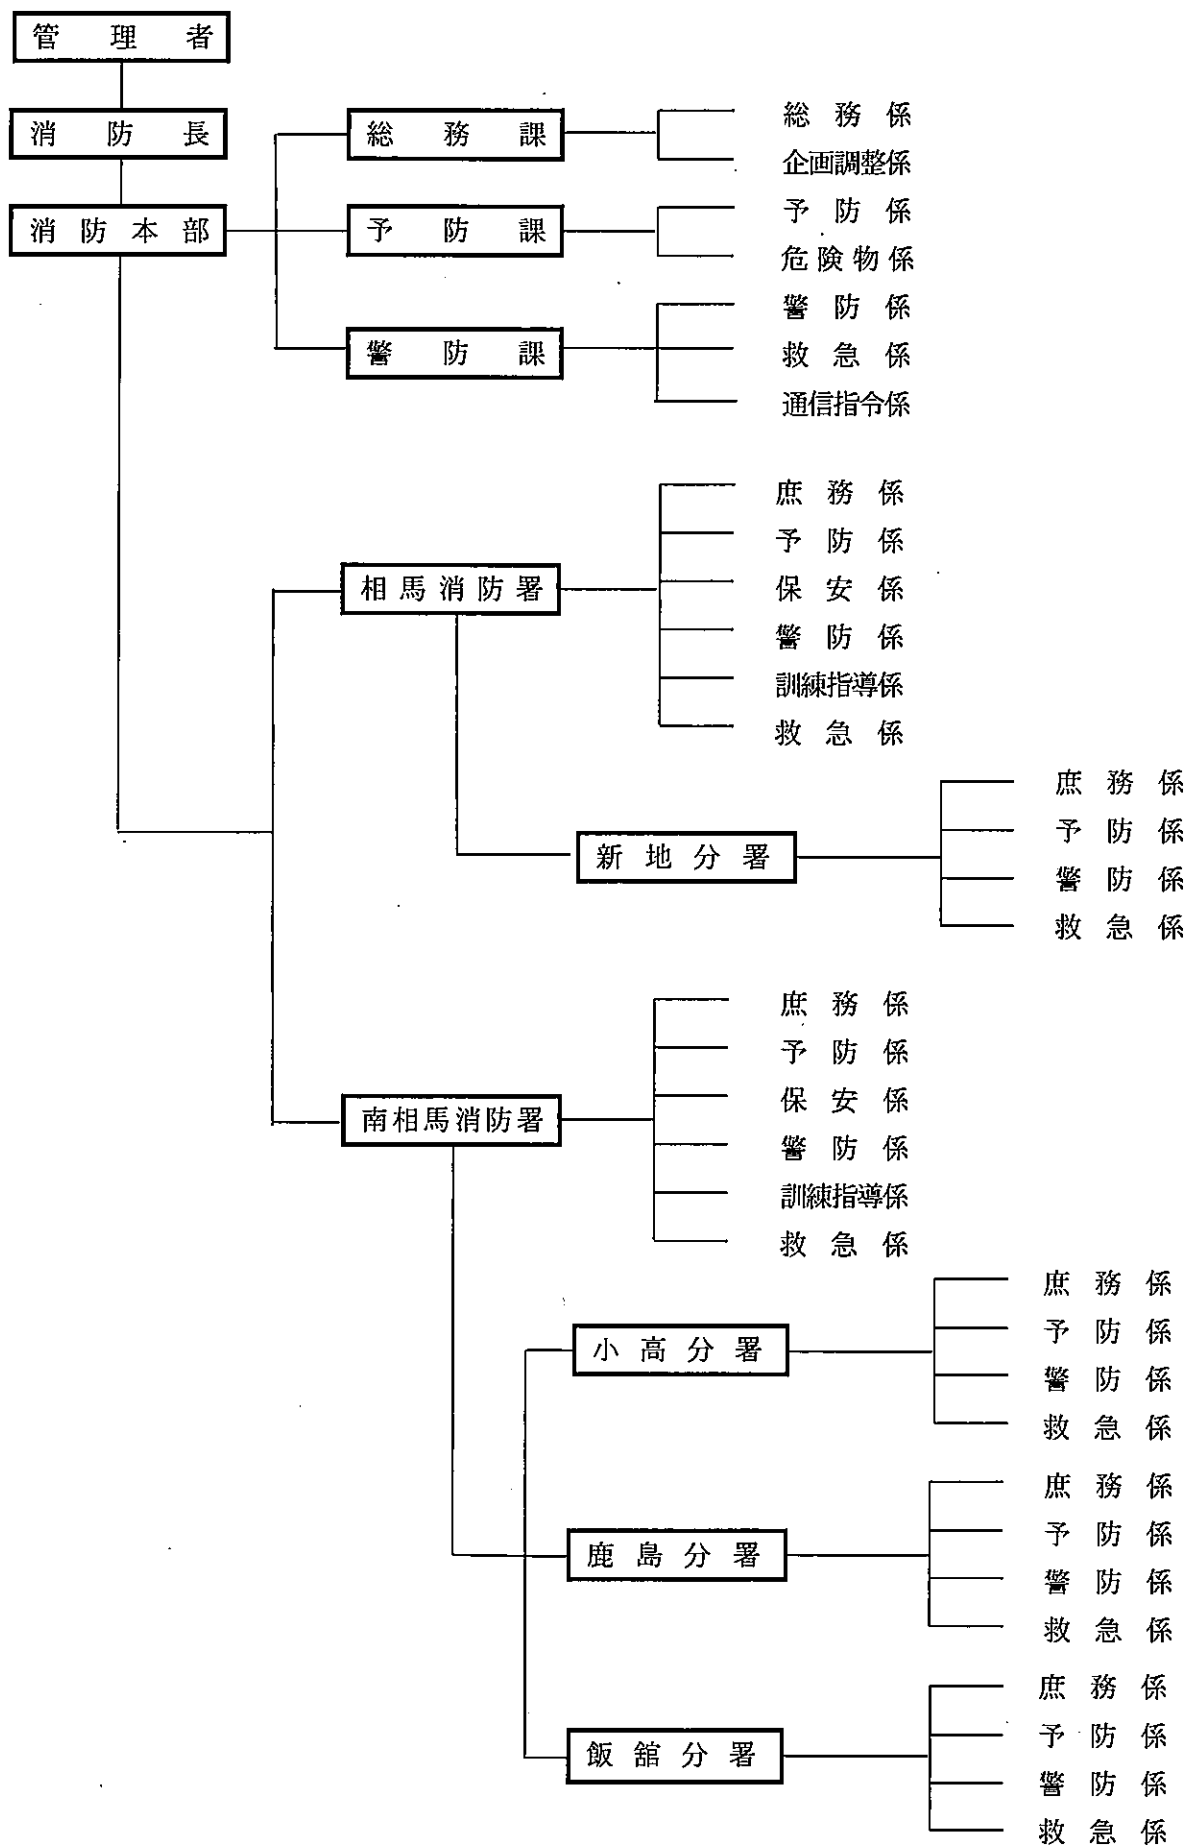 管理者
消防長
消防本部
総務課
総務係
企画調整係
予防課
予防係
危険物係
警防課
警防係
救急係
通信指令係
相馬消防署
庶務係
予防係
保安係
警防係
訓練指導係
救急係
新地分署
庶務係
予防係
警防係
救急係
南相馬消防署
庶務係
予防係
保安係
警防係
訓練指導係
救急係
小高分署
庶務係
予防係
警防係
救急係
鹿島分署
庶務係
予防係
警防係
救急係
飯舘分署
庶務係
予防係
警防係
救急係